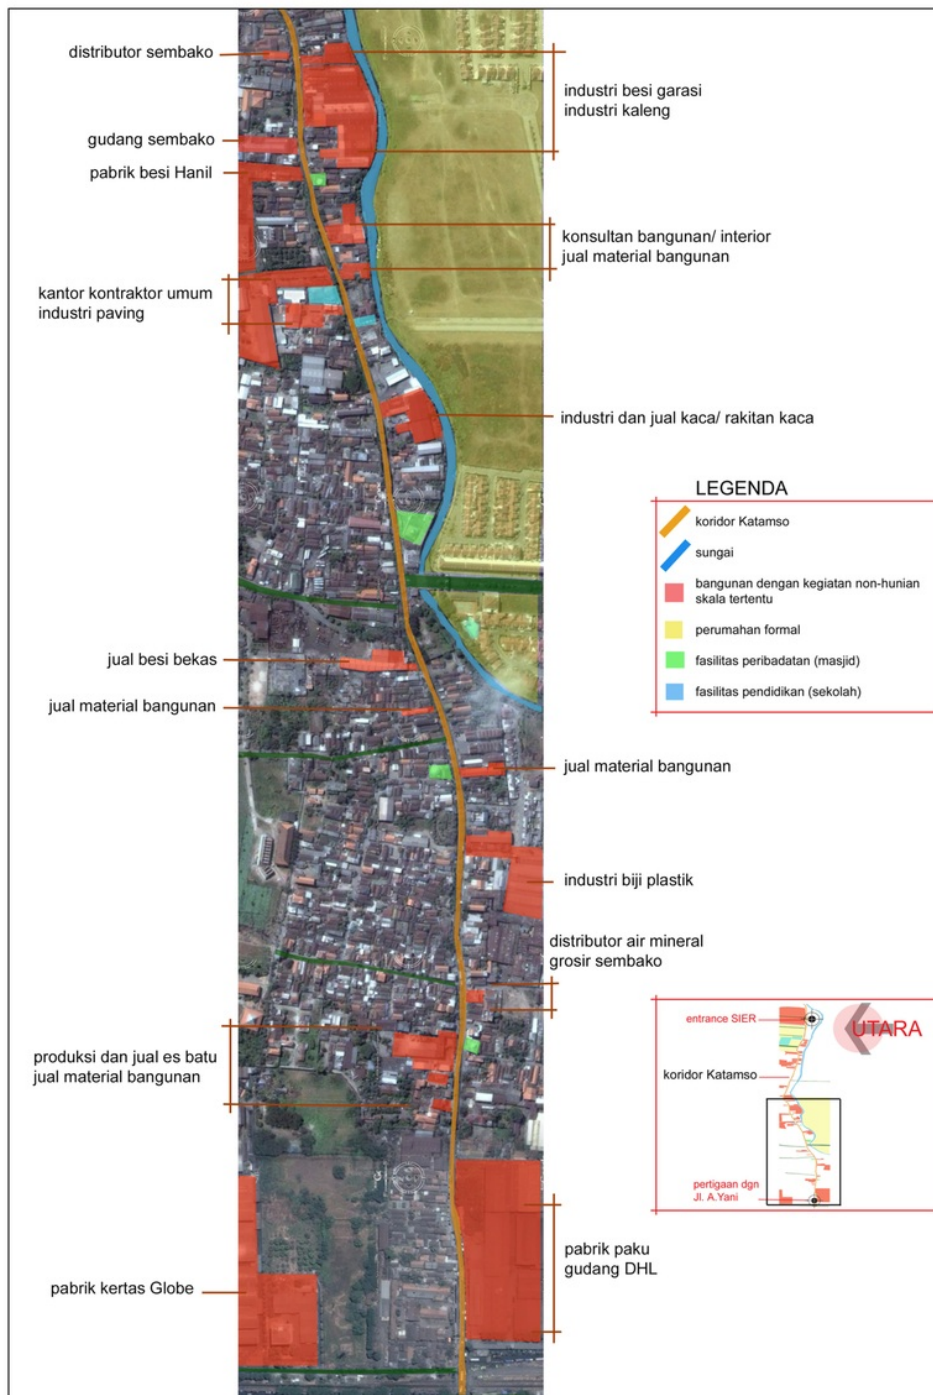 distributor sembako
industri besi garasi
industri kaleng
gudang sembako
pabrik besi Hanil
konsultan bangunan/ interior
jual material bangunan
kantor kontraktor umum
industri paving
industri dan jual kaca/ rakitan kaca
LEGENDA
koridor Katamso
sungai
bangunan dengan kegiatan non-hunian
skala tertentu
perumahan formal
fasilitas peribadatan (masjid)
fasilitas pendidikan (sekolah)
jual besi bekas
jual material bangunan
jual material bangunan
industri biji plastik
distributor air mineral
grosir sembako
entrance SIER
UTARA
koridor Katamso
pertigaan dgn
Jl. A.Yani
produksi dan jual es batu
jual material bangunan
pabrik paku
gudang DHL
pabrik kertas Globe